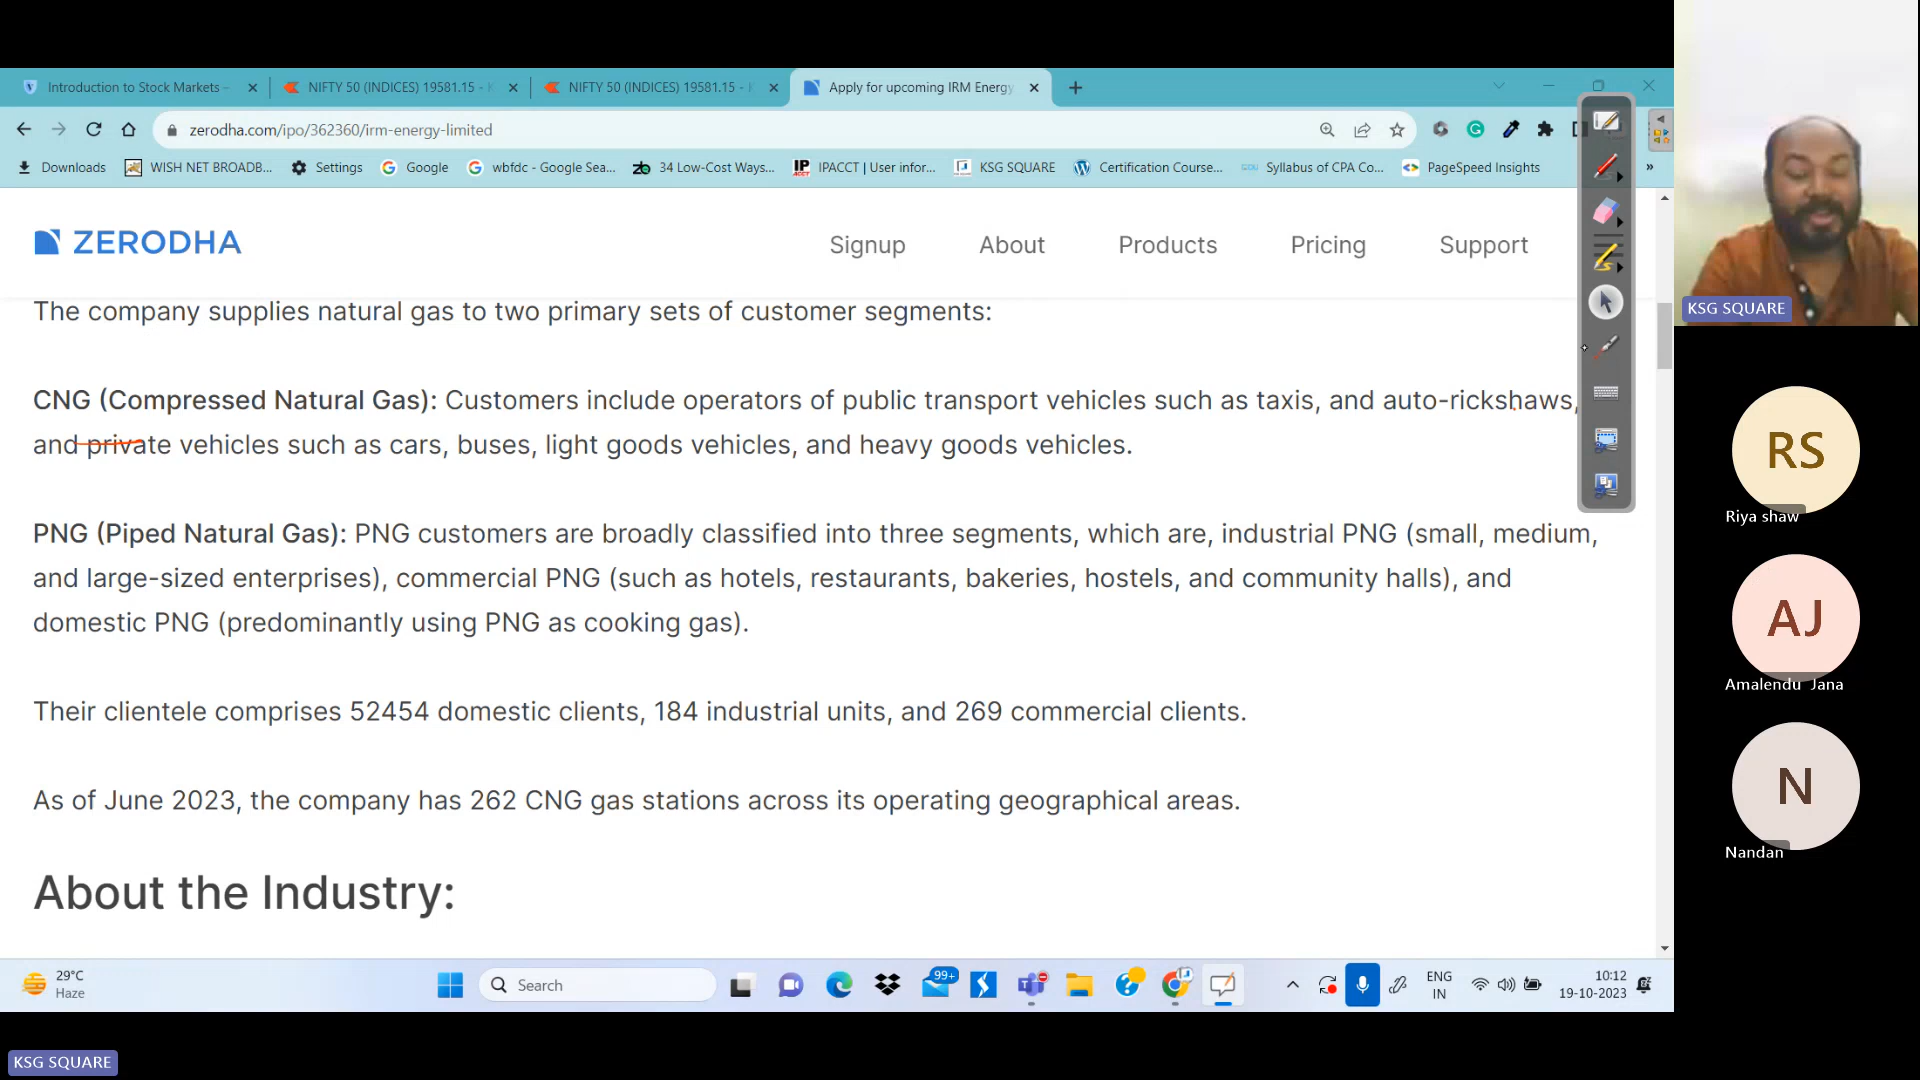 Introduction to Stock Markets –
NIFTY 50 (INDICES) 19581.15 -
NIFTY 50 (INDICES) 19581.15 -
Apply for upcoming IRM Energy
zerodha.com/ipo/362360/irm-energy-limited
Downloads
WISH NET BROADB...
Settings
Google
wbfdc - Google Sea...
34 Low-Cost Ways...
IPACCT | User infor...
KSG SQUARE
Certification Course...
Syllabus of CPA Co...
PageSpeed Insights
»
ZERODHA
Signup
About
Products
Pricing
Support
The company supplies natural gas to two primary sets of customer segments:
CNG (Compressed Natural Gas): Customers include operators of public transport vehicles such as taxis, and auto-rickshaws,
and private vehicles such as cars, buses, light goods vehicles, and heavy goods vehicles.
PNG (Piped Natural Gas): PNG customers are broadly classified into three segments, which are, industrial PNG (small, medium,
and large-sized enterprises), commercial PNG (such as hotels, restaurants, bakeries, hostels, and community halls), and
domestic PNG (predominantly using PNG as cooking gas).
Their clientele comprises 52454 domestic clients, 184 industrial units, and 269 commercial clients.
As of June 2023, the company has 262 CNG gas stations across its operating geographical areas.
About the Industry:
29°C
Haze
Search
99+
ENG
IN
10:12
19-10-2023
KSG SQUARE
RS
Riya shaw
AJ
Amalendu Jana
N
Nandan
KSG SQUARE